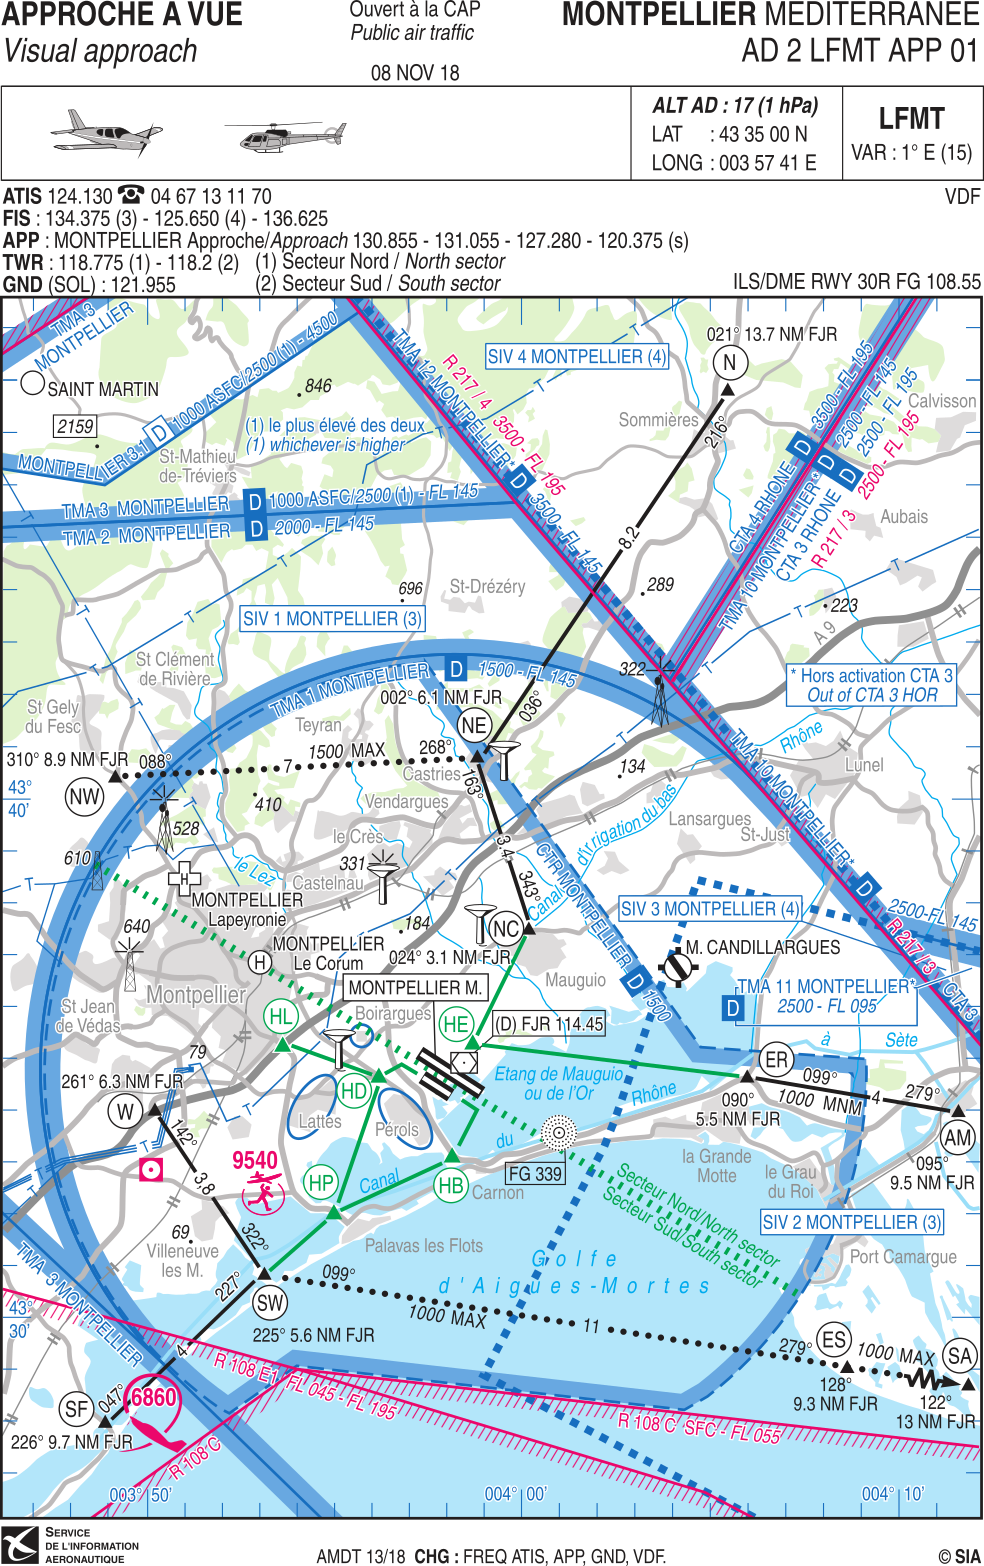 APPROCHE A VUE
Visual approach
Ouvert à la CAP
Public air traffic
08 NOV 18
MONTPELLIER MEDITERRANEE
AD 2 LFMT APP 01
ALT AD : 17 (1 hPa)
LAT : 43 35 00 N
LONG : 003 57 41 E
LFMT
VAR : 1° E (15)
ATIS 124.130 ☎ 04 67 13 11 70
VDF
FIS : 134.375 (3) - 125.650 (4) - 136.625
APP : MONTPELLIER Approche/Approach 130.855 - 131.055 - 127.280 - 120.375 (s)
TWR : 118.775 (1) - 118.2 (2) (1) Secteur Nord / North sector
GND (SOL) : 121.955 (2) Secteur Sud / South sector
ILS/DME RWY 30R FG 108.55
TMA 3
MONTPELLIER
SAINT MARTIN
2159
MONTPELLIER 3.1 D 1000 ASFC/2500 (1) - 4500
846
(1) le plus élevé des deux
(1) whichever is higher
St-Mathieu
de-Tréviers
TMA 3 MONTPELLIER D 1000 ASFC/2500 (1) - FL 145
TMA 2 MONTPELLIER D 2000 - FL 145
TMA 12 MONTPELLIER* D 3500 - FL 145
R 217 / 4 3500 - FL 195
SIV 4 MONTPELLIER (4)
021° 13.7 NM FJR
N
Sommières
216°
8.2
Calvisson
CTA 4 RHONE D 3500 - FL 195
TMA 10 MONTPELLIER* D 2500 - FL 145
CTA 3 RHONE D 2500 - FL 195
R 217 / 3 2500 - FL 195
Aubais
696
St-Drézéry
289
223
A 9
SIV 1 MONTPELLIER (3)
St Clément
de Rivière
TMA 1 MONTPELLIER D 1500 - FL 145
322
* Hors activation CTA 3
Out of CTA 3 HOR
002° 6.1 NM FJR
NE
036°
St Gely
du Fesc
Teyran
Rhône
310° 8.9 NM FJR
088°
1500 MAX
7
268°
NW
Castries
163°
134
Lunel
43°
40'
410
Vendargues
528
le Crès
3.4
Lansargues
St-Just
d'irrigation du bas
TMA 10 MONTPELLIER* D 2500-FL 145
610
le Lez
331
Castelnau
343°
Canal
CTR MONTPELLIER D 1500
MONTPELLIER
Lapeyronie
H
SIV 3 MONTPELLIER (4)
640
184
NC
MONTPELLIER
Le Corum
024° 3.1 NM FJR
M. CANDILLARGUES
R 217 / 3
CTA 3
Montpellier
MONTPELLIER M.
Mauguio
D
TMA 11 MONTPELLIER*
2500 - FL 095
St Jean
de Védas
HL
Boirargues
HE
(D) FJR 114.45
à Sète
79
ER
261° 6.3 NM FJR
Etang de Mauguio
ou de l'Or
099°
279°
W
HD
Rhône
090°
5.5 NM FJR
1000 MNM
4
142°
Lattes
Pérols
AM
095°
9.5 NM FJR
du
la Grande
Motte
3,8
9540
HP
Canal
HB
FG 339
Carnon
le Grau
du Roi
Secteur Nord/North sector
Secteur Sud/South sector
SIV 2 MONTPELLIER (3)
69
322°
Villeneuve
les M.
Palavas les Flots
Port Camargue
Golfe
d'Aigues-Mortes
TMA 3 MONTPELLIER
227°
099°
SW
43°
30'
225° 5.6 NM FJR
1000 MAX
11
279°
ES
1000 MAX
SA
4
R 108 E1 FL 045 - FL 195
128°
9.3 NM FJR
122°
13 NM FJR
SF
047°
6860
226° 9.7 NM FJR
R 108 C SFC - FL 055
R 108 C
003° 50'
004° 00'
004° 10'
SERVICE
DE L'INFORMATION
AERONAUTIQUE
AMDT 13/18 CHG : FREQ ATIS, APP, GND, VDF.
© SIA